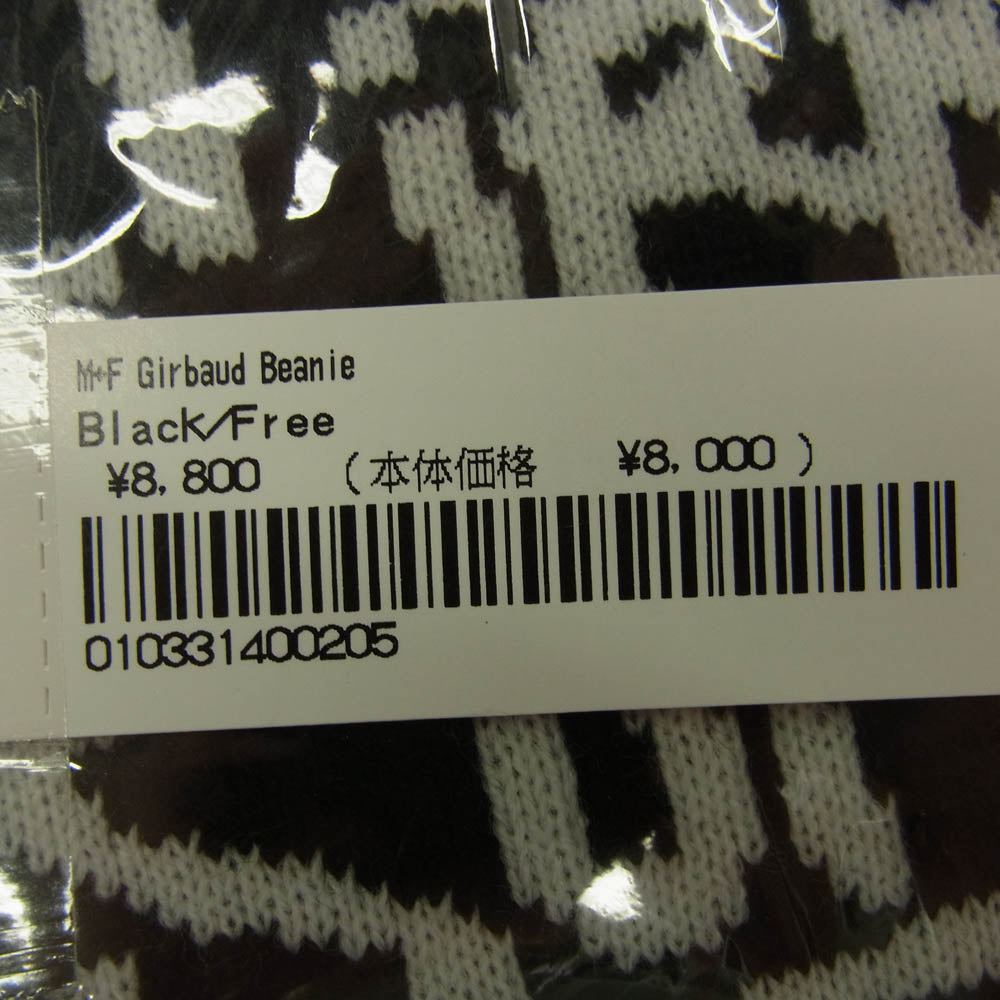 M+F Girbaud Beanie
Black/Free
¥8,800 (本体価格 ¥8,000)
010331400205